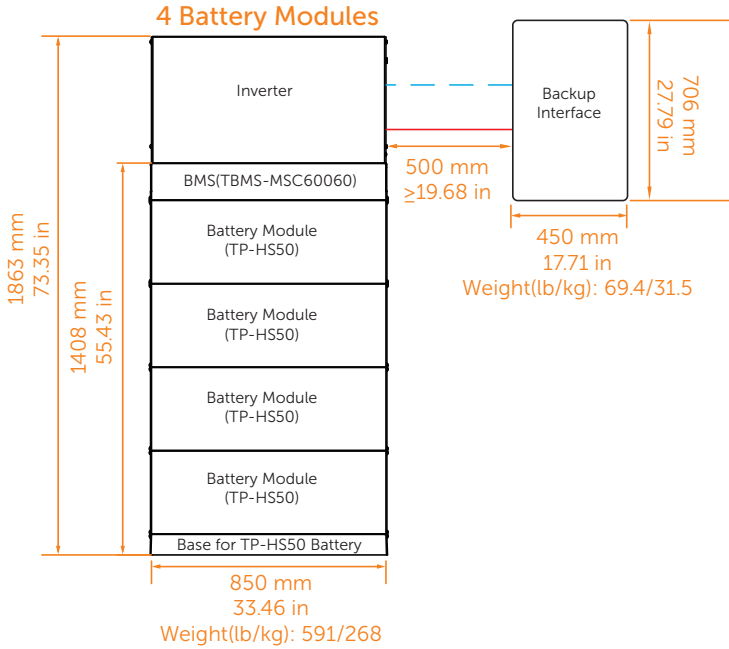 4 Battery Modules
Inverter
Backup
Interface
706 mm
27.79 in
500 mm
≥19.68 in
BMS(TBMS-MSC60060)
450 mm
17.71 in
Weight(lb/kg): 69.4/31.5
Battery Module
(TP-HS50)
1863 mm
73.35 in
1408 mm
55.43 in
Battery Module
(TP-HS50)
Battery Module
(TP-HS50)
Battery Module
(TP-HS50)
Base for TP-HS50 Battery
850 mm
33.46 in
Weight(lb/kg): 591/268